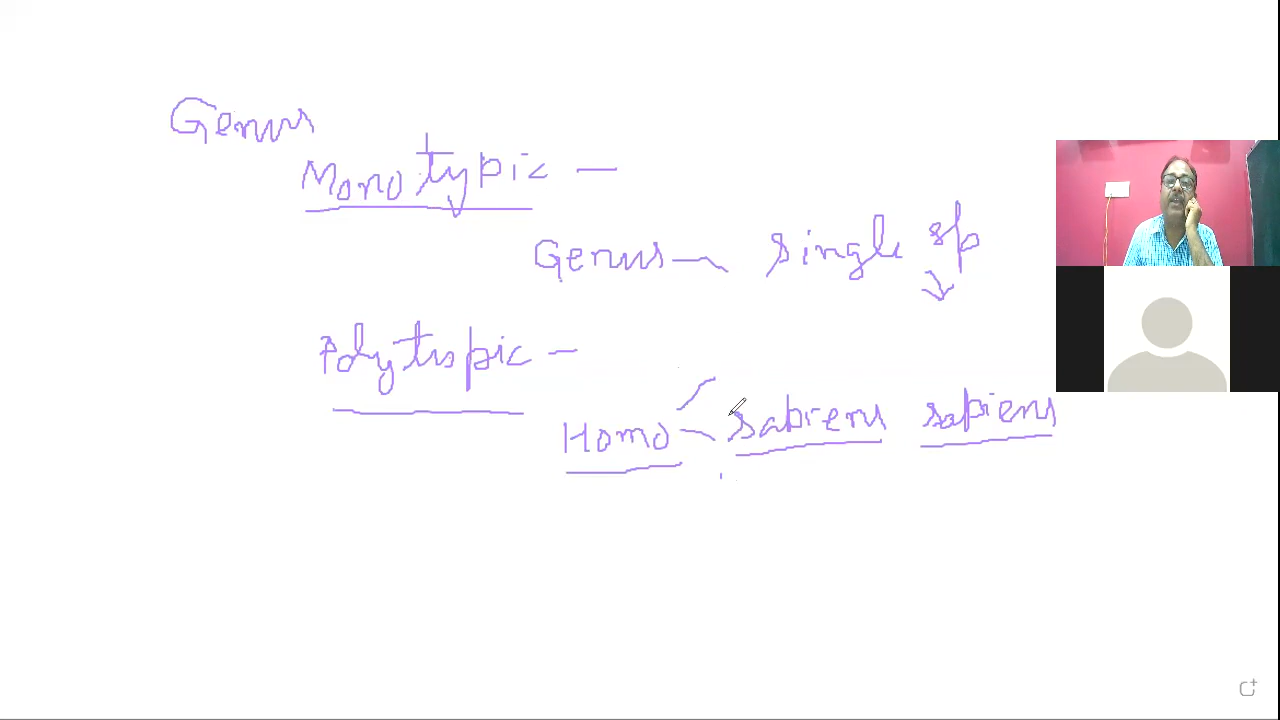 Genus
Monotypic -
Genus - single sp
Polytypic -
Homo sapiens sapiens